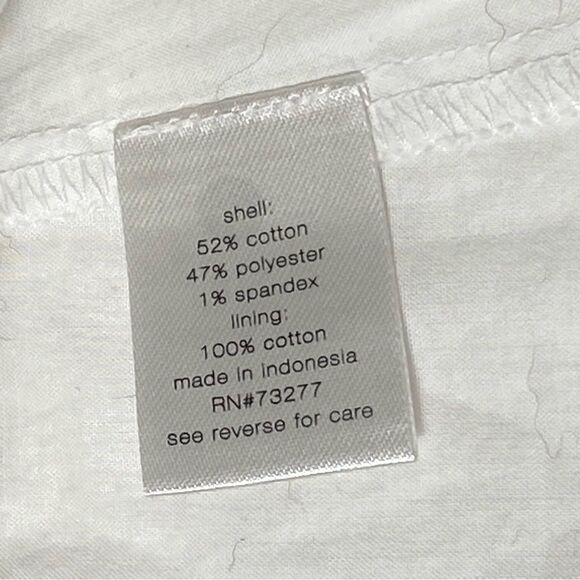 shell:
52% cotton
47% polyester
1% spandex
lining:
100% cotton
made in indonesia
RN#73277
see reverse for care